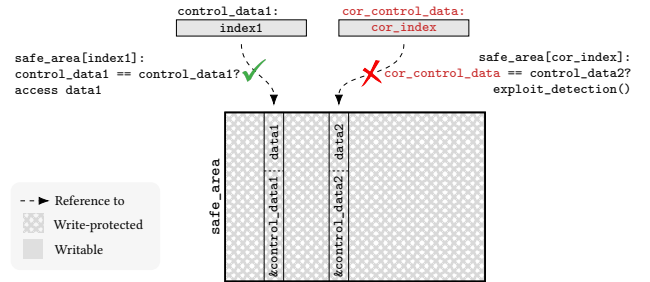 control_data1:
index1
cor_control_data:
cor_index
safe_area[index1]:
control_data1 == control_data1?
access data1
safe_area[cor_index]:
cor_control_data == control_data2?
exploit_detection()
safe_area
&control_data1: data1
&control_data2: data2
Reference to
Write-protected
Writable